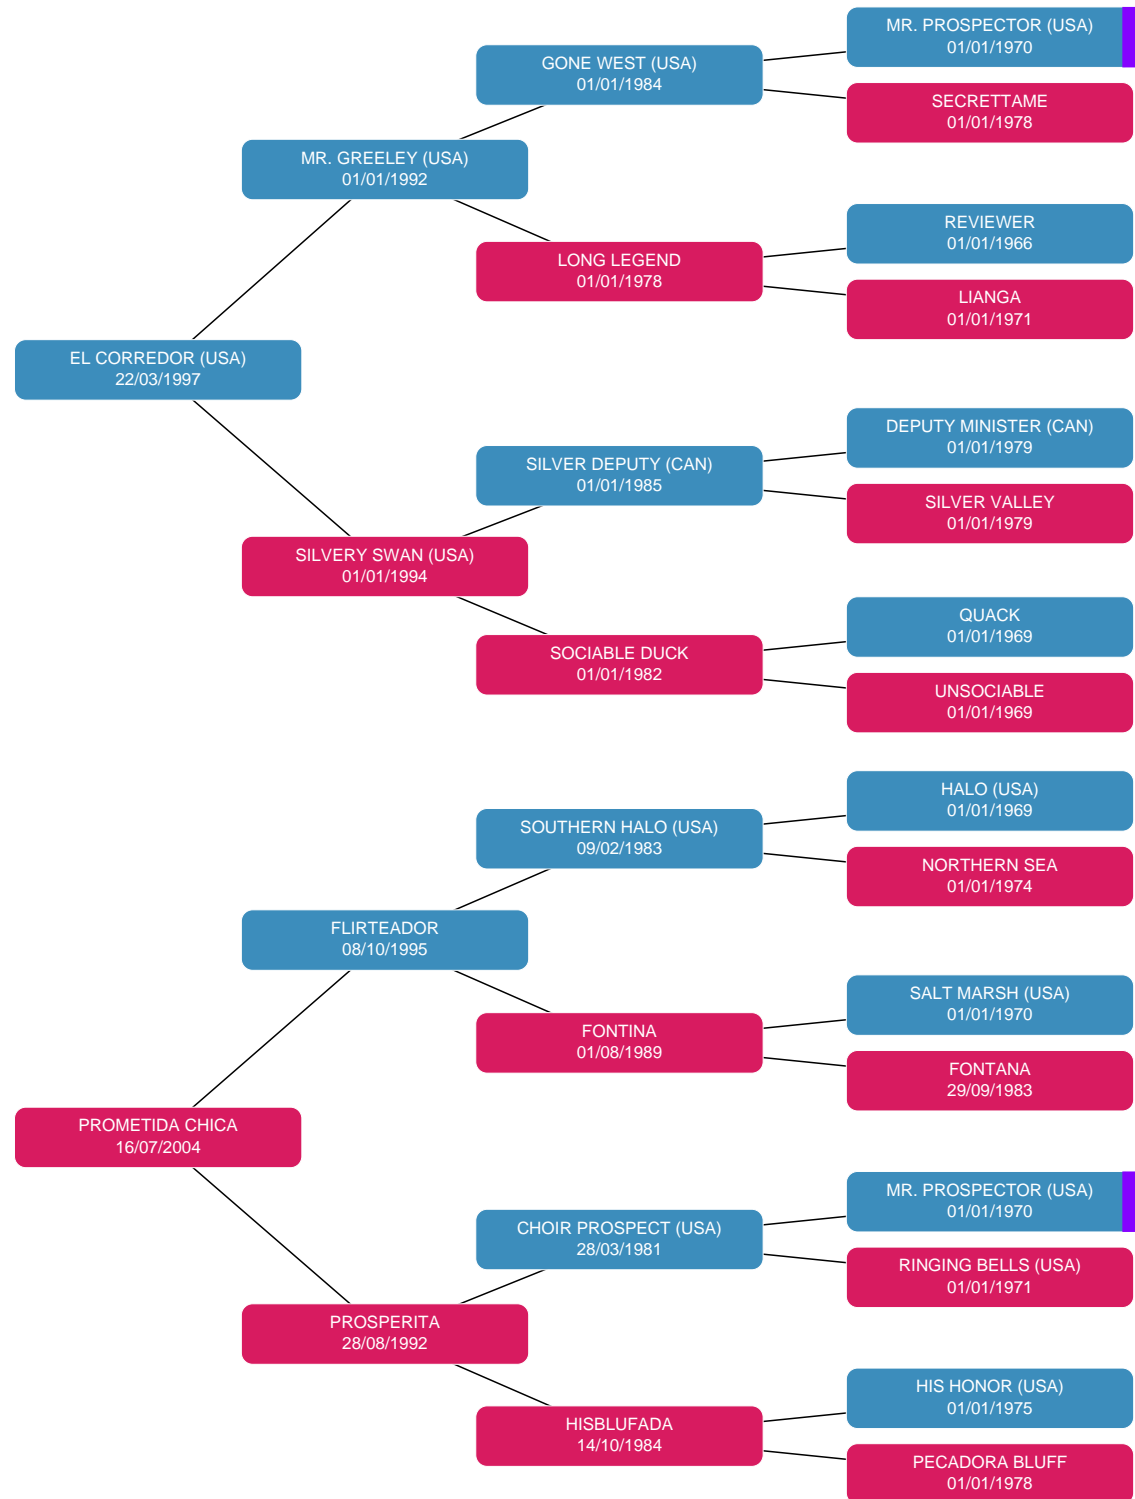 MR. PROSPECTOR (USA)
01/01/1970
GONE WEST (USA)
01/01/1984
SECRETTAME
01/01/1978
MR. GREELEY (USA)
01/01/1992
REVIEWER
01/01/1966
LONG LEGEND
01/01/1978
LIANGA
01/01/1971
EL CORREDOR (USA)
22/03/1997
DEPUTY MINISTER (CAN)
01/01/1979
SILVER DEPUTY (CAN)
01/01/1985
SILVER VALLEY
01/01/1979
SILVERY SWAN (USA)
01/01/1994
QUACK
01/01/1969
SOCIABLE DUCK
01/01/1982
UNSOCIABLE
01/01/1969
HALO (USA)
01/01/1969
SOUTHERN HALO (USA)
09/02/1983
NORTHERN SEA
01/01/1974
FLIRTEADOR
08/10/1995
SALT MARSH (USA)
01/01/1970
FONTINA
01/08/1989
FONTANA
29/09/1983
PROMETIDA CHICA
16/07/2004
MR. PROSPECTOR (USA)
01/01/1970
CHOIR PROSPECT (USA)
28/03/1981
RINGING BELLS (USA)
01/01/1971
PROSPERITA
28/08/1992
HIS HONOR (USA)
01/01/1975
HISBLUFADA
14/10/1984
PECADORA BLUFF
01/01/1978